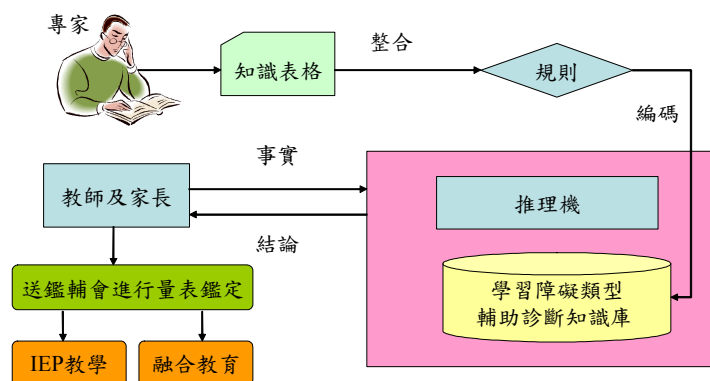 專家
知識表格
整合
規則
編碼
事實
教師及家長
推理機
結論
學習障礙類型
輔助診斷知識庫
送鑑輔會進行量表鑑定
IEP教學
融合教育